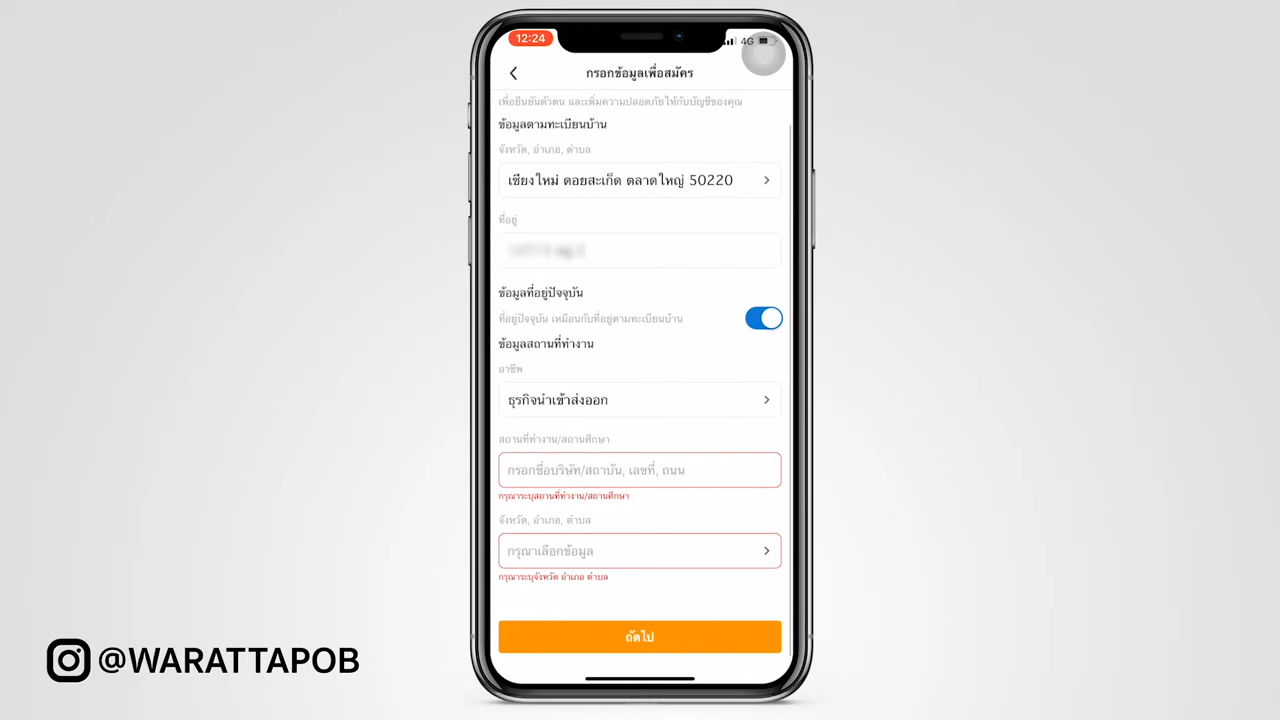 12:24
4G
กรอกข้อมูลเพื่อสมัคร
เพื่อยืนยันตัวตน และเพิ่มความปลอดภัยให้กับบัญชีของคุณ
ข้อมูลตามทะเบียนบ้าน
จังหวัด, อำเภอ, ตำบล
เชียงใหม่ ดอยสะเก็ด ตลาดใหญ่ 50220
ที่อยู่
ข้อมูลที่อยู่ปัจจุบัน
ที่อยู่ปัจจุบัน เหมือนกับที่อยู่ตามทะเบียนบ้าน
ข้อมูลสถานที่ทำงาน
อาชีพ
ธุรกิจนำเข้าส่งออก
สถานที่ทำงาน/สถานศึกษา
กรอกชื่อบริษัท/สถาบัน, เลขที่, ถนน
กรุณาระบุสถานที่ทำงาน/สถานศึกษา
จังหวัด, อำเภอ, ตำบล
กรุณาเลือกข้อมูล
กรุณาระบุจังหวัด อำเภอ ตำบล
ถัดไป
@WARATTAPOB